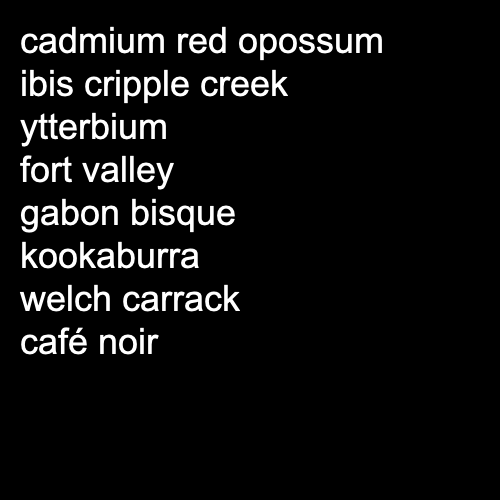 cadmium red opossum
ibis cripple creek
ytterbium
fort valley
gabon bisque
kookaburra
welch carrack
café noir